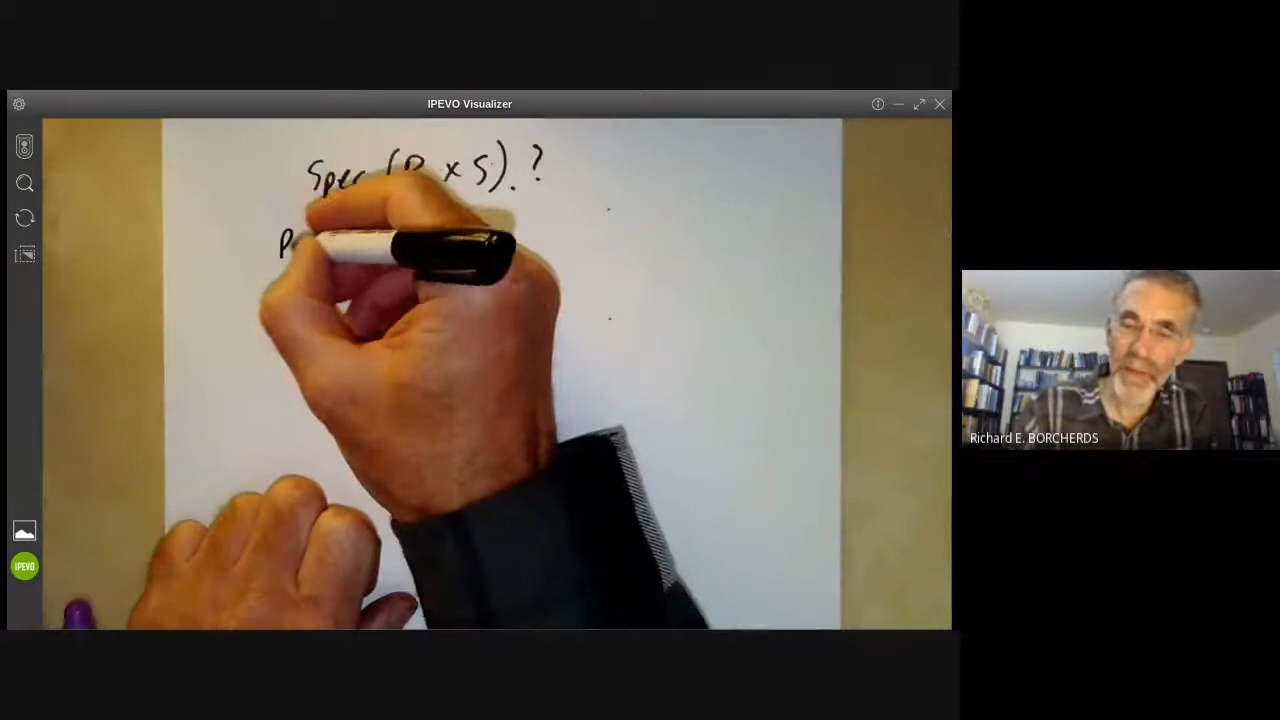 IPEVO Visualizer
Spec (R × S). ?
IPEVO
Richard E. BORCHERDS